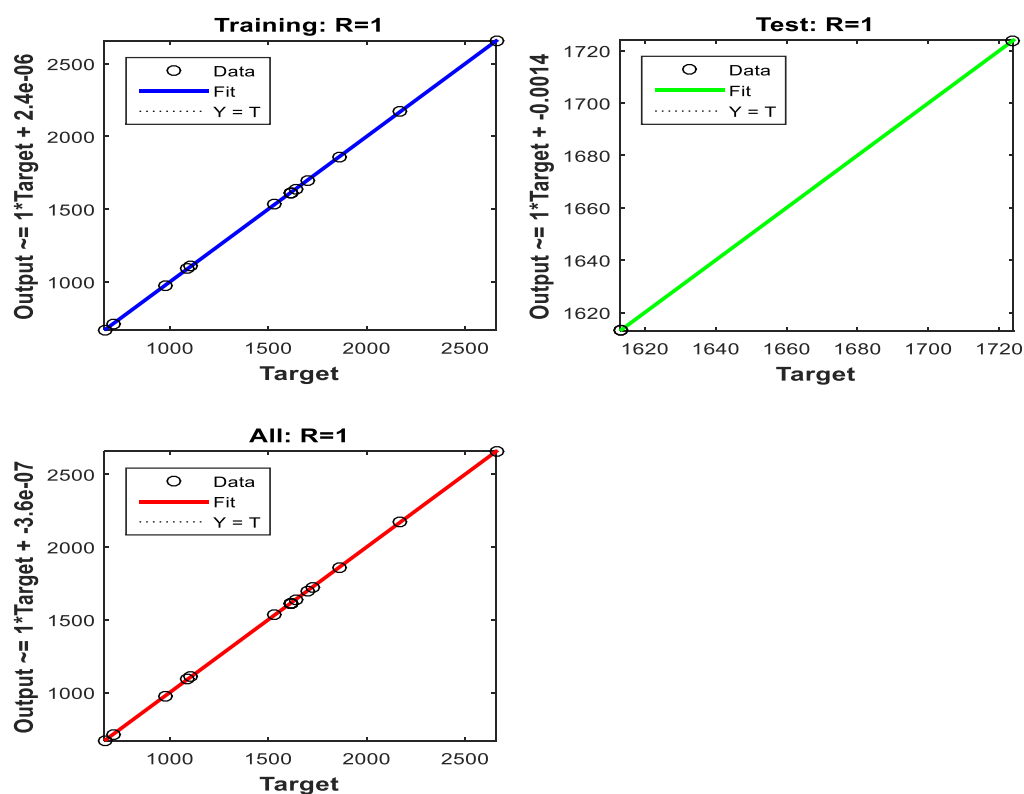 Training: R=1
Output ~= 1*Target + 2.4e-06
2500
2000
1500
1000
Data
Fit
Y = T
1000 1500 2000 2500
Target
Test: R=1
Output ~= 1*Target + -0.0014
1720
1700
1680
1660
1640
1620
Data
Fit
Y = T
1620 1640 1660 1680 1700 1720
Target
All: R=1
Output ~= 1*Target + -3.6e-07
2500
2000
1500
1000
Data
Fit
Y = T
1000 1500 2000 2500
Target